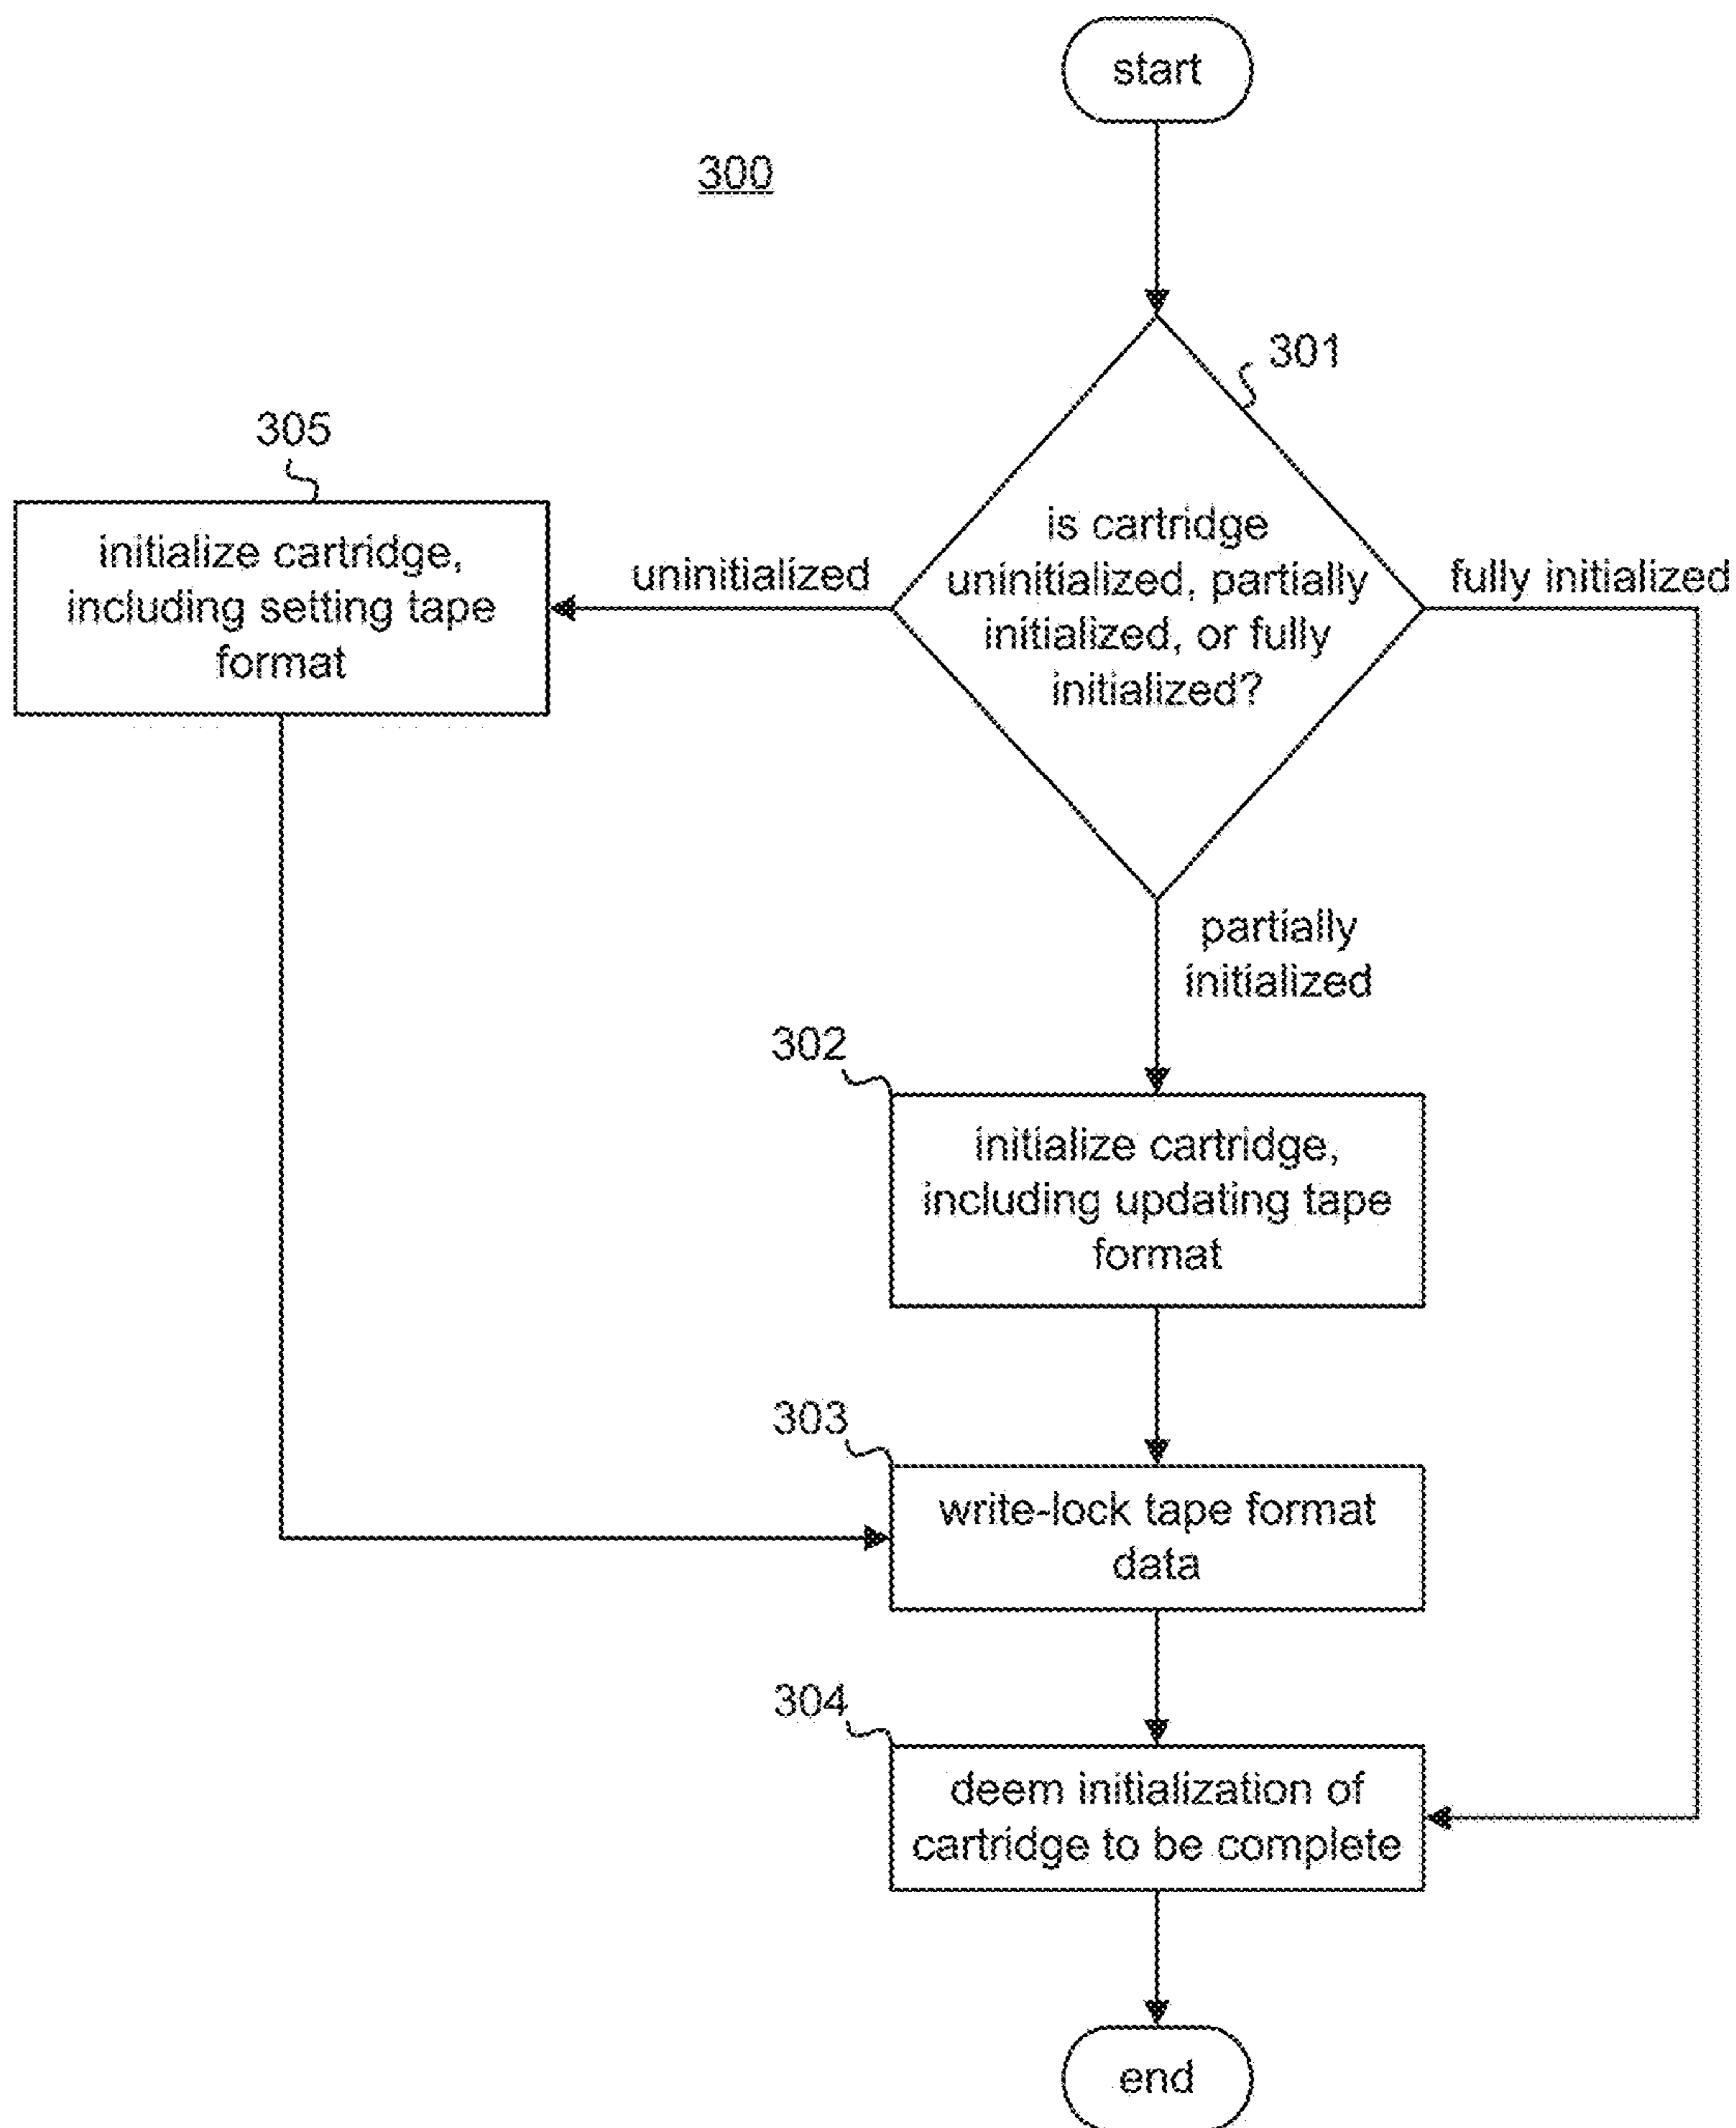 start
300
301
305
is cartridge
uninitialized, partially
initialized, or fully
initialized?
initialize cartridge,
including setting tape
format
uninitialized
fully initialized
partially
initialized
302
initialize cartridge,
including updating tape
format
303
write-lock tape format
data
304
deem initialization of
cartridge to be complete
end